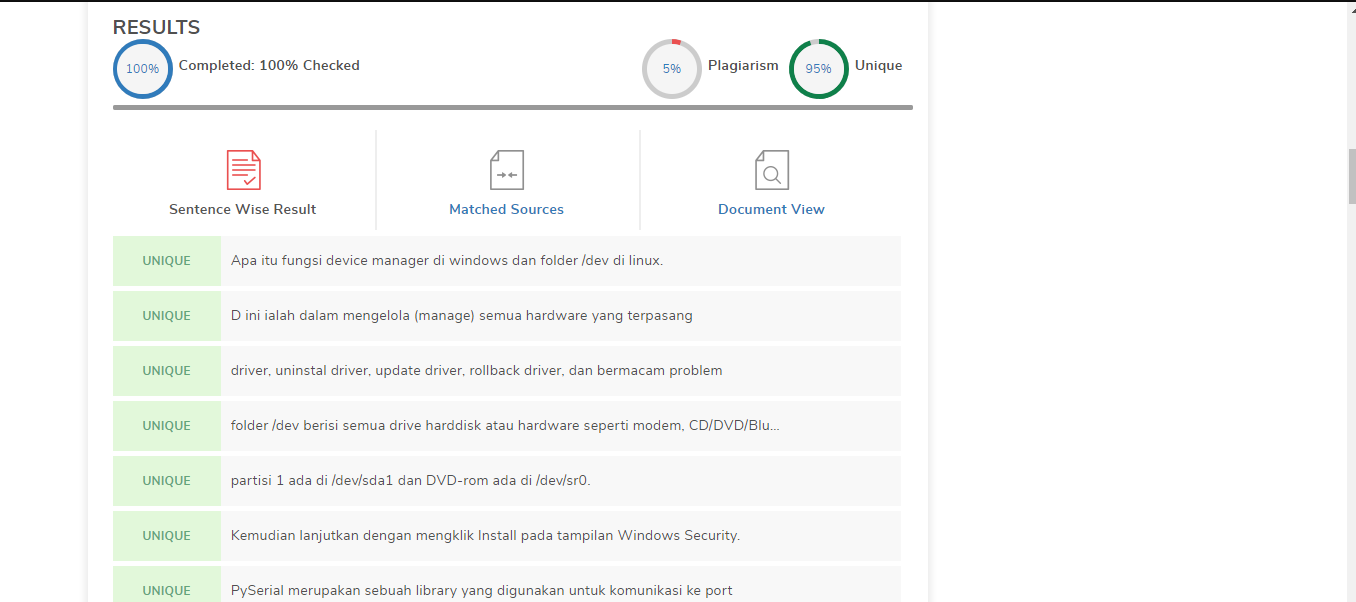 RESULTS
100% Completed: 100% Checked
5% Plagiarism
95% Unique
Sentence Wise Result
Matched Sources
Document View
UNIQUE Apa itu fungsi device manager di windows dan folder /dev di linux.
UNIQUE D ini ialah dalam mengelola (manage) semua hardware yang terpasang
UNIQUE driver, uninstal driver, update driver, rollback driver, dan bermacam problem
UNIQUE folder /dev berisi semua drive harddisk atau hardware seperti modem, CD/DVD/Blu...
UNIQUE partisi 1 ada di /dev/sda1 dan DVD-rom ada di /dev/sr0.
UNIQUE Kemudian lanjutkan dengan mengklik Install pada tampilan Windows Security.
UNIQUE PySerial merupakan sebuah library yang digunakan untuk komunikasi ke port